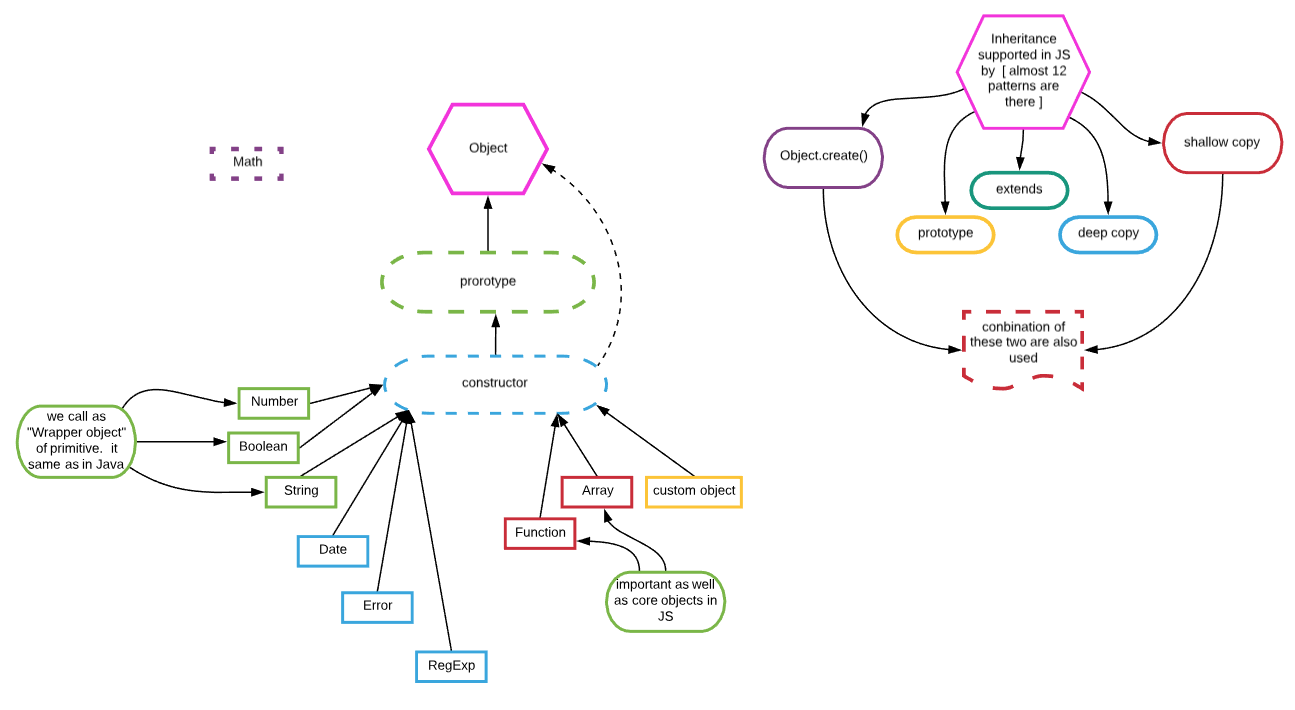 Math
Object
prorotype
constructor
Number
Boolean
String
we call as
"Wrapper object"
of primitive.  it
same as in Java
Date
Error
RegExp
Function
Array
custom object
important as well
as core objects in
JS
Inheritance
supported in JS
by  [ almost 12
patterns are
there ]
Object.create()
prototype
extends
deep copy
shallow copy
conbination of
these two are also
used